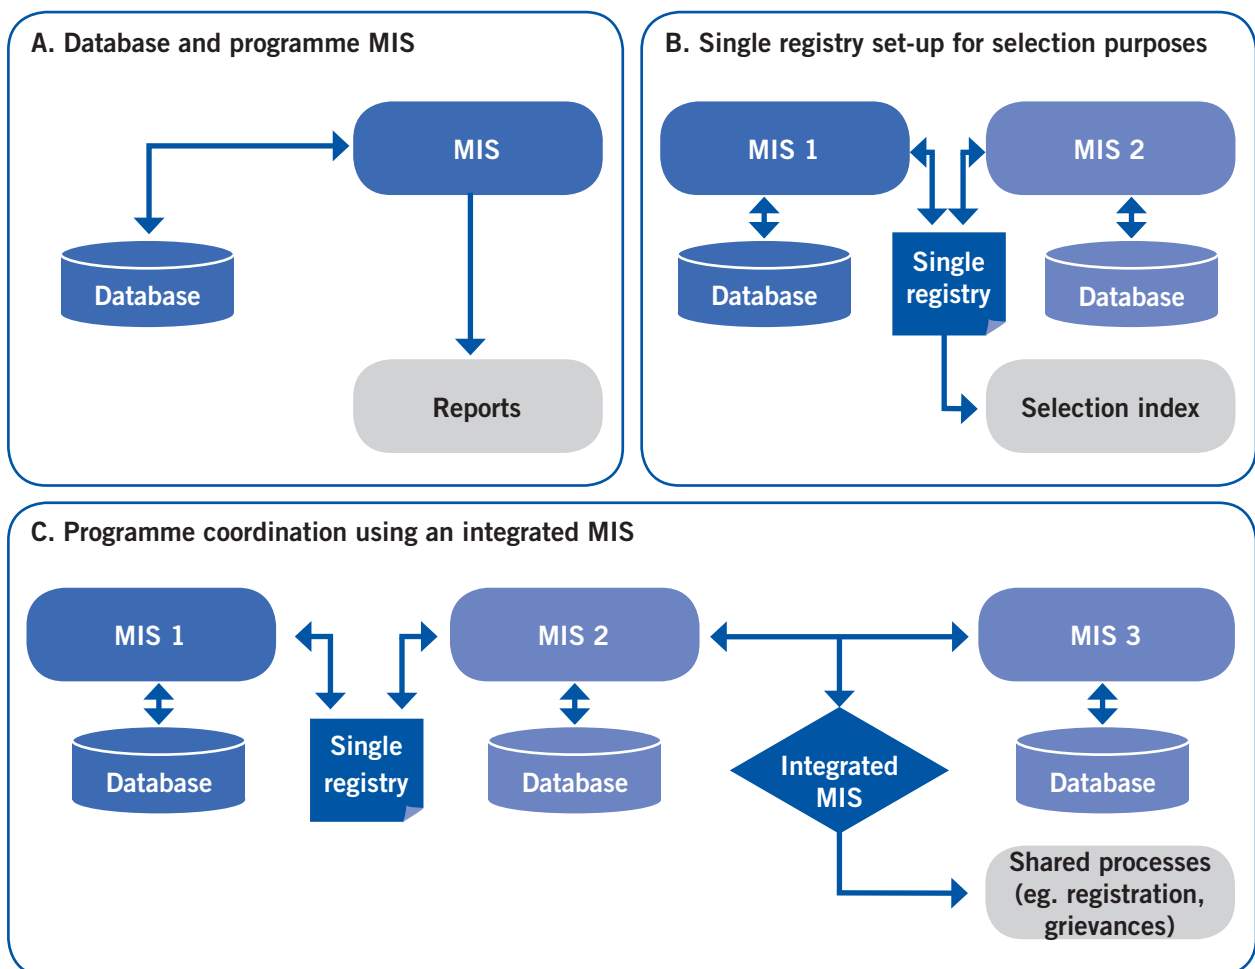 A. Database and programme MIS
MIS
Database
Reports
B. Single registry set-up for selection purposes
MIS 1
MIS 2
Single
registry
Database
Database
Selection index
C. Programme coordination using an integrated MIS
MIS 1
MIS 2
MIS 3
Database
Single
registry
Database
Integrated
MIS
Database
Shared processes
(eg. registration,
grievances)